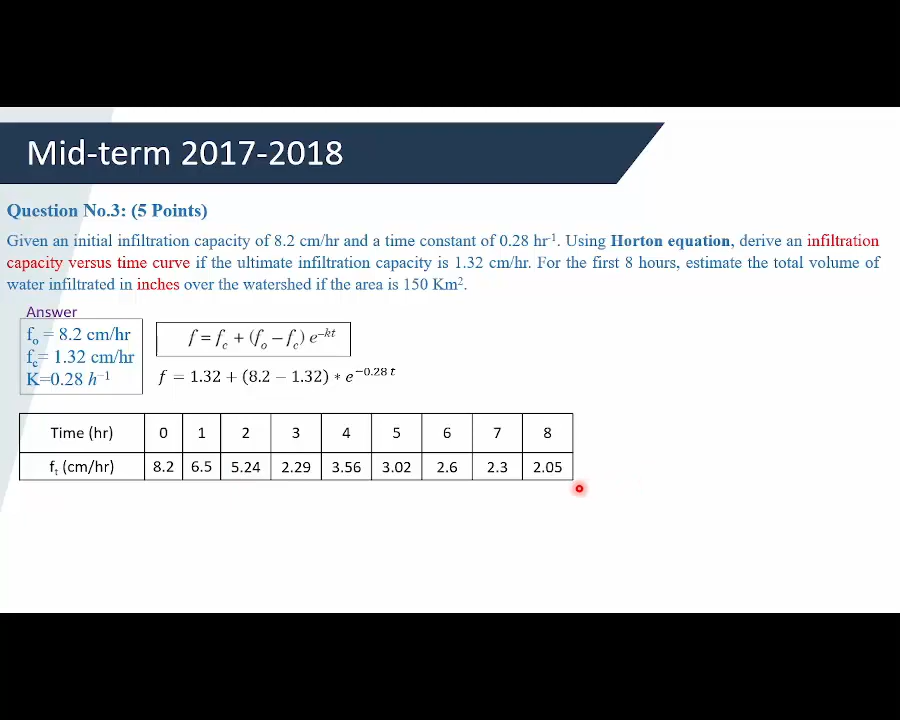 Mid-term 2017-2018
Question No.3: (5 Points)
Given an initial infiltration capacity of 8.2 cm/hr and a time constant of 0.28 hr⁻¹. Using Horton equation, derive an infiltration
capacity versus time curve if the ultimate infiltration capacity is 1.32 cm/hr. For the first 8 hours, estimate the total volume of
water infiltrated in inches over the watershed if the area is 150 Km².
Answer
fₒ = 8.2 cm/hr
f꜀= 1.32 cm/hr
K=0.28 h⁻¹
f = f꜀ + (fₒ − f꜀) e⁻ᵏᵗ
f = 1.32 + (8.2 − 1.32) ∗ e^−0.28 t
Time (hr) 0 1 2 3 4 5 6 7 8
fₜ (cm/hr) 8.2 6.5 5.24 2.29 3.56 3.02 2.6 2.3 2.05